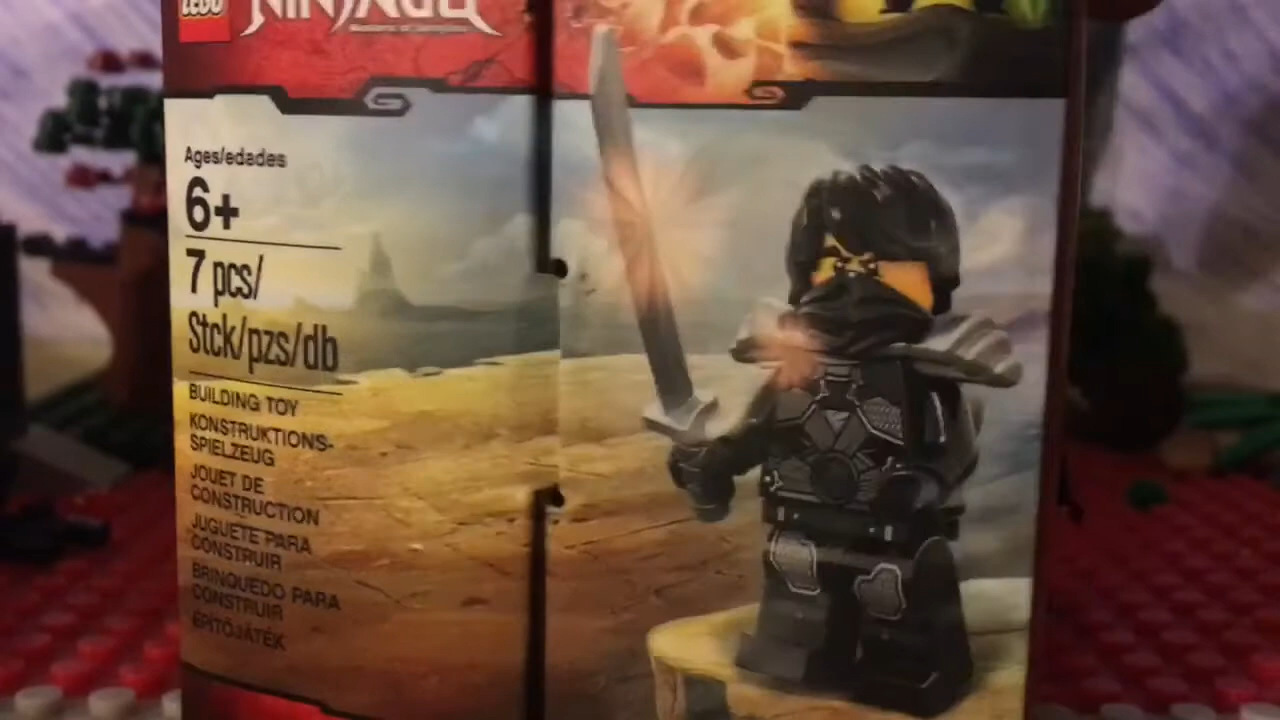 LEGO
NINJAGO
Ages/edades
6+
7 pcs/
Stck/pzs/db
BUILDING TOY
KONSTRUKTIONS-
SPIELZEUG
JOUET DE
CONSTRUCTION
JUGUETE PARA
CONSTRUIR
BRINQUEDO PARA
CONSTRUIR
ÉPÍTŐJÁTÉK